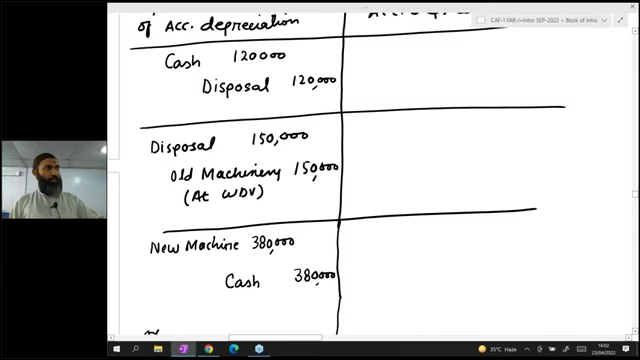 CAF-1 FAR-I+Intro SEP-2022 > Book of intro
of Acc. depreciation
Cash 120000
Disposal 120,000
Disposal 150,000
Old Machinery 150,000
(At WDV)
New Machine 380,000
Cash 380,000
35°C Haze
16:02
23/04/2022